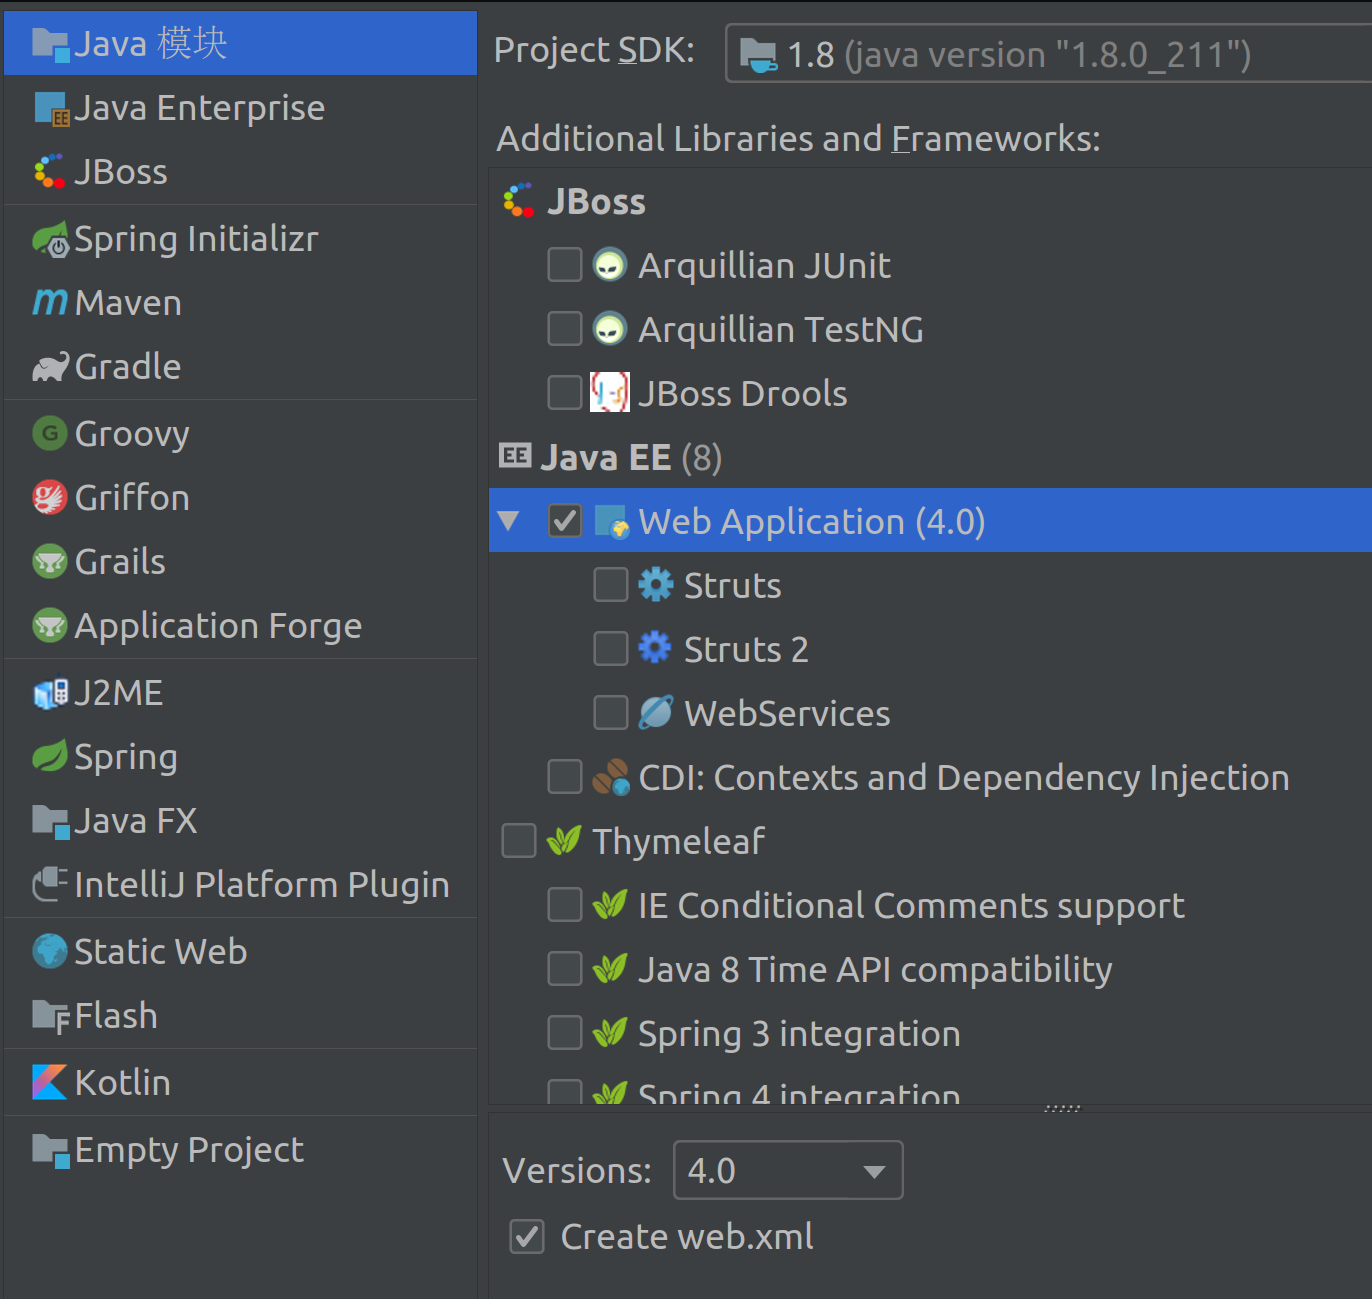 Java 模块
Java Enterprise
JBoss
Spring Initializr
Maven
Gradle
Groovy
Griffon
Grails
Application Forge
J2ME
Spring
Java FX
IntelliJ Platform Plugin
Static Web
Flash
Kotlin
Empty Project
Project SDK: 1.8 (java version "1.8.0_211")
Additional Libraries and Frameworks:
JBoss
Arquillian JUnit
Arquillian TestNG
JBoss Drools
Java EE (8)
Web Application (4.0)
Struts
Struts 2
WebServices
CDI: Contexts and Dependency Injection
Thymeleaf
IE Conditional Comments support
Java 8 Time API compatibility
Spring 3 integration
Spring 4 integration
Versions: 4.0
Create web.xml